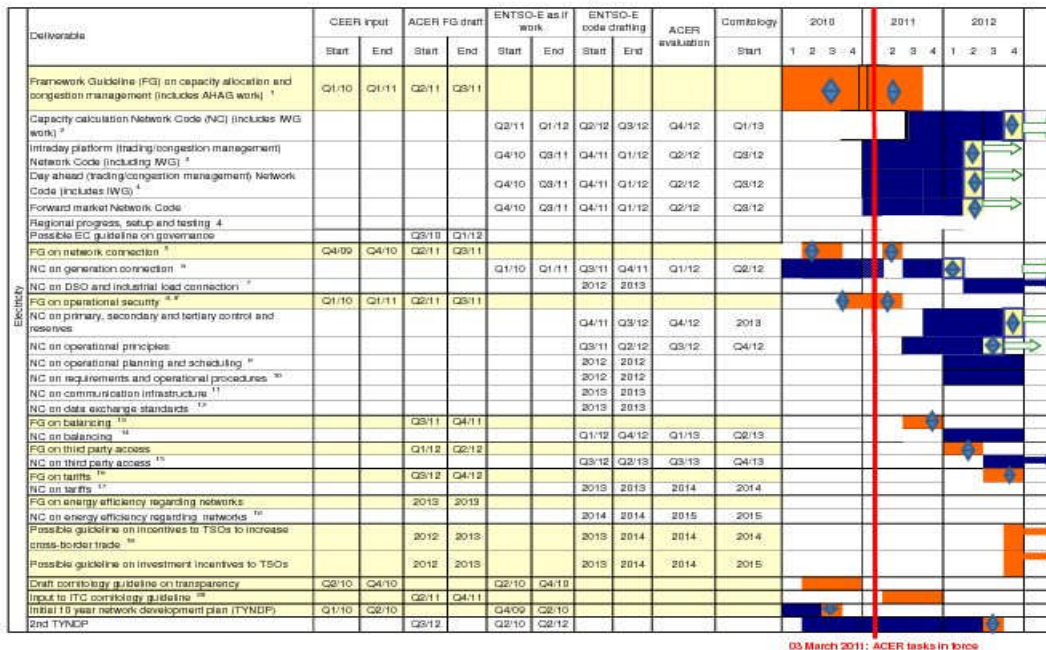 Deliverable CEER input ACER FG draft ENTSO-E as if work ENTSO-E code drafting ACER evaluation Comitology 2010 2011 2012
Start End Start End Start End Start End Start 1 2 3 4 2 3 4 1 2 3 4
Electricity
Framework Guideline (FG) on capacity allocation and congestion management (includes AHAG work) 1 Q1/10 Q1/11 Q2/11 Q3/11
Capacity calculation Network Code (NC) (includes IWG work) 2 Q2/11 Q1/12 Q2/12 Q3/12 Q4/12 Q1/13
Intraday platform (trading/congestion management) Network Code (including IWG) 3 Q4/10 Q3/11 Q4/11 Q1/12 Q2/12 Q3/12
Day ahead (trading/congestion management) Network Code (includes IWG) 4 Q4/10 Q3/11 Q4/11 Q1/12 Q2/12 Q3/12
Forward market Network Code Q4/10 Q3/11 Q4/11 Q1/12 Q2/12 Q3/12
Regional progress, setup and testing 4
Possible EC guideline on governance Q3/10 Q1/12
FG on network connection Q4/09 Q4/10 Q2/11 Q3/11
NC on generation connection Q1/10 Q1/11 Q3/11 Q4/11 Q1/12 Q2/12
NC on DSO and industrial load connection 2012 2013
FG on operational security Q1/10 Q1/11 Q2/11 Q3/11
NC on primary, secondary and tertiary control and reserves Q4/11 Q3/12 Q4/12 2013
NC on operational principles Q3/11 Q2/12 Q3/12 Q4/12
NC on operational planning and scheduling 2012 2012
NC on requirements and operational procedures 10 2012 2012
NC on communication infrastructure 11 2013 2013
NC on data exchange standards 12 2013 2013
FG on balancing 13 Q3/11 Q4/11
NC on balancing 14 Q1/12 Q4/12 Q1/13 Q2/13
FG on third party access Q1/12 Q2/12
NC on third party access 15 Q3/12 Q2/13 Q3/13 Q4/13
FG on tariffs 16 Q3/12 Q4/12
NC on tariffs 17 2013 2013 2014 2014
FG on energy efficiency regarding networks 2013 2013
NC on energy efficiency regarding networks 2014 2014 2015 2015
Possible guideline on incentives to TSOs to increase cross-border trade 2012 2013 2013 2014 2014 2014
Possible guideline on investment incentives to TSOs 2012 2013 2013 2014 2014 2015
Draft comitology guideline on transparency Q2/10 Q4/10 Q2/10 Q4/10
Input to ITC comitology guideline Q2/11 Q4/11
Initial 10 year network development plan (TYNDP) Q1/10 Q2/10 Q4/09 Q2/10
2nd TYNDP Q3/12 Q2/10 Q2/12
03 March 2011: ACER tasks in force